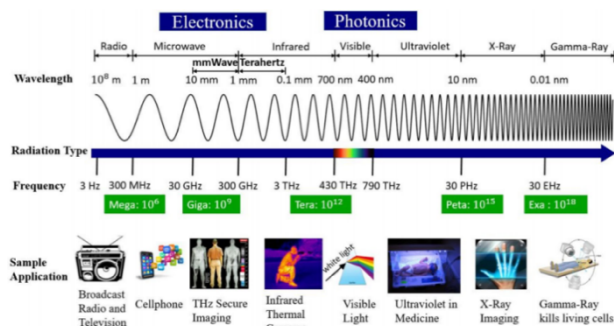 Electronics Photonics
Radio Microwave Infrared Visible Ultraviolet X-Ray Gamma-Ray
mmWave Terahertz
Wavelength 10⁸ m 1 m 10 mm 1 mm 0.1 mm 700 nm 400 nm 10 nm 0.01 nm
Radiation Type
Frequency 3 Hz 300 MHz 30 GHz 300 GHz 3 THz 430 THz 790 THz 30 PHz 30 EHz
Mega: 10⁶ Giga: 10⁹ Tera: 10¹² Peta: 10¹⁵ Exa : 10¹⁸
white light
Sample
Application
Broadcast
Radio and
Television
Cellphone
THz Secure
Imaging
Infrared
Thermal
Visible
Light
Ultraviolet in
Medicine
X-Ray
Imaging
Gamma-Ray
kills living cells